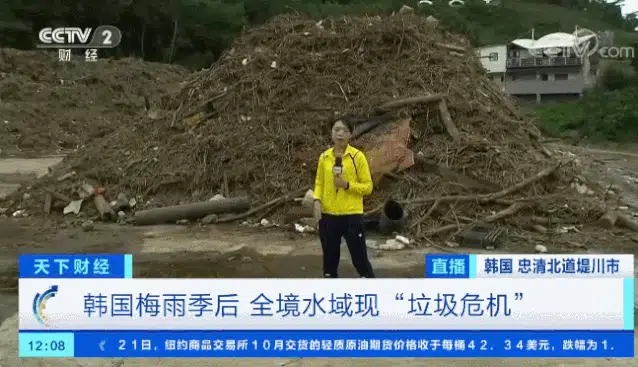 CCTV 2
财经
CCTV.com
天下财经
直播
韩国 忠清北道堤川市
韩国梅雨季后 全境水域现“垃圾危机”
12:08
21日，纽约商品交易所10月交货的轻质原油期货价格收于每桶42．34美元，跌幅为1．